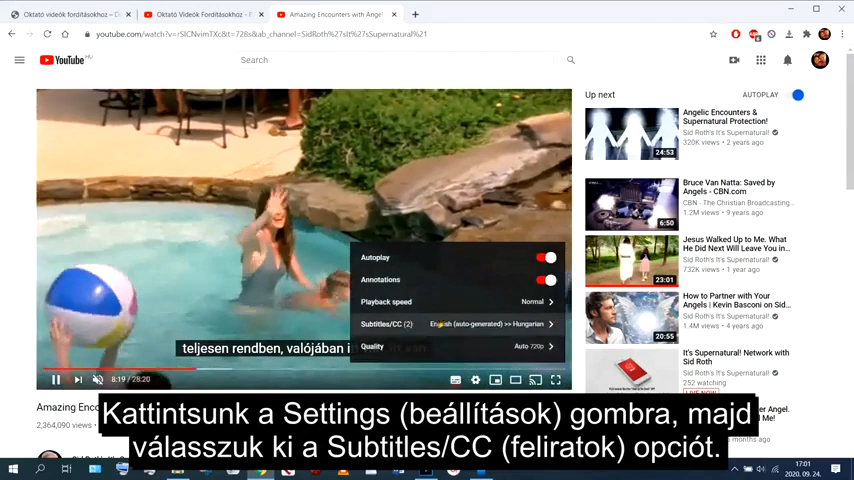 Oktató videók fordításokhoz – D
Oktató Videók Fordításokhoz -
Amazing Encounters with Ange
youtube.com/watch?v=rSICNvimTXc&t=728s&ab_channel=SidRoth%27sIt%27sSupernatural%21
YouTube HU
Search
Up next
AUTOPLAY
Angelic Encounters &
Supernatural Protection!
Sid Roth's It's Supernatural!
320K views • 2 years ago
24:53
Bruce Van Natta: Saved by
Angels - CBN.com
CBN - The Christian Broadcasting...
1.2M views • 9 years ago
6:50
Jesus Walked Up to Me. What
He Did Next Will Leave You in...
Sid Roth's It's Supernatural!
732K views • 1 year ago
23:01
How to Partner with Your
Angels | Kevin Basconi on Sid...
Sid Roth's It's Supernatural!
1.4M views • 4 years ago
20:55
It's Supernatural! Network with
Sid Roth
Sid Roth's It's Supernatural!
252 watching
LIVE NOW
Autoplay
Annotations
Playback speed Normal
Subtitles/CC (2) English (auto-generated) >> Hungarian
Quality Auto 720p
teljesen rendben, valójában
8:19 / 28:20
Amazing Enco
2,364,090 views
Kattintsunk a Settings (beállítások) gombra, majd
válasszuk ki a Subtitles/CC (feliratok) opciót.
17:01
2020. 09. 24.